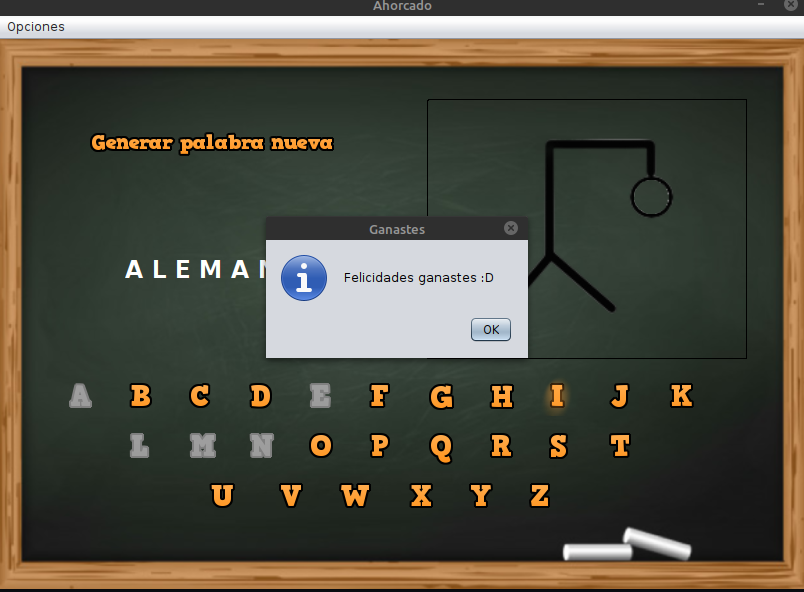 Ahorcado
Opciones
Generar palabra nueva
Ganastes
A L E M A N
Felicidades ganastes :D
OK
A B C D E F G H I J K
L M N O P Q R S T
U V W X Y Z